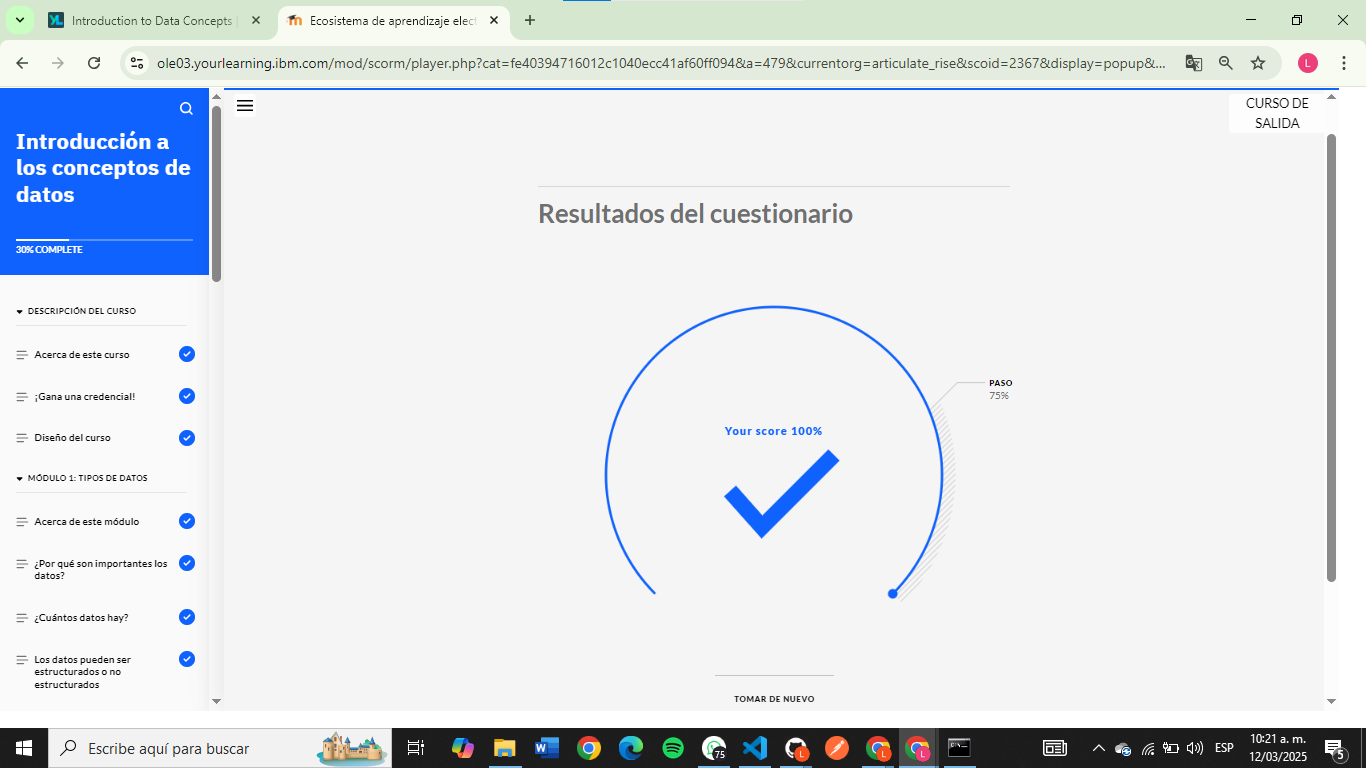 Introduction to Data Concepts
Ecosistema de aprendizaje elect
ole03.yourlearning.ibm.com/mod/scorm/player.php?cat=fe40394716012c1040ecc41af60ff094&a=479&currentorg=articulate_rise&scoid=2367&display=popup&...
L
CURSO DE
SALIDA
Introducción a
los conceptos de
datos
30% COMPLETE
DESCRIPCIÓN DEL CURSO
Acerca de este curso
¡Gana una credencial!
Diseño del curso
MÓDULO 1: TIPOS DE DATOS
Acerca de este módulo
¿Por qué son importantes los
datos?
¿Cuántos datos hay?
Los datos pueden ser
estructurados o no
estructurados
Resultados del cuestionario
PASO
75%
Your score 100%
TOMAR DE NUEVO
Escribe aquí para buscar
75
L
L
L
ESP
10:21 a. m.
12/03/2025
5